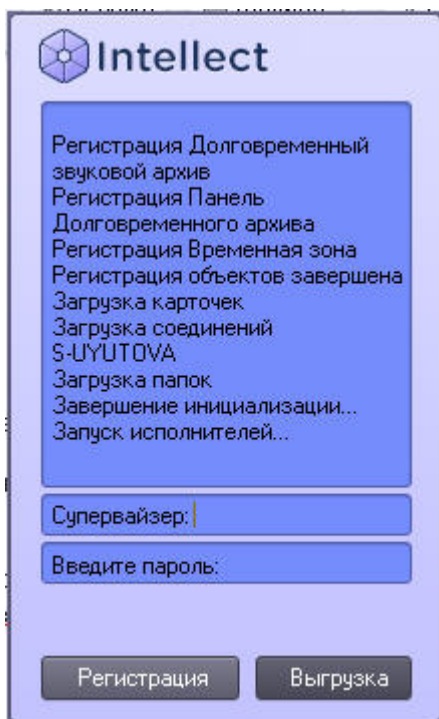 Intellect
Регистрация Долговременный
звуковой архив
Регистрация Панель
Долговременного архива
Регистрация Временная зона
Регистрация объектов завершена
Загрузка карточек
Загрузка соединений
S-UYUTOVA
Загрузка папок
Завершение инициализации...
Запуск исполнителей...
Супервайзер:
Введите пароль:
Регистрация
Выгрузка